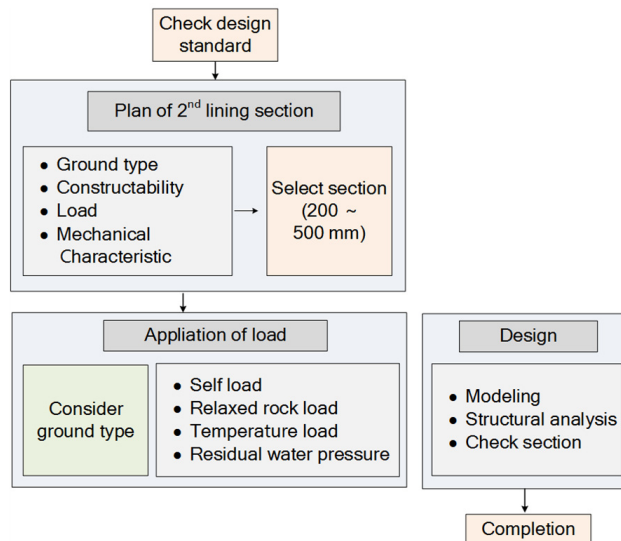 Check design
standard
Plan of 2nd lining section
● Ground type
● Constructability
● Load
● Mechanical
Characteristic
Select section
(200 ~
500 mm)
Appliation of load
Consider
ground type
● Self load
● Relaxed rock load
● Temperature load
● Residual water pressure
Design
● Modeling
● Structural analysis
● Check section
Completion